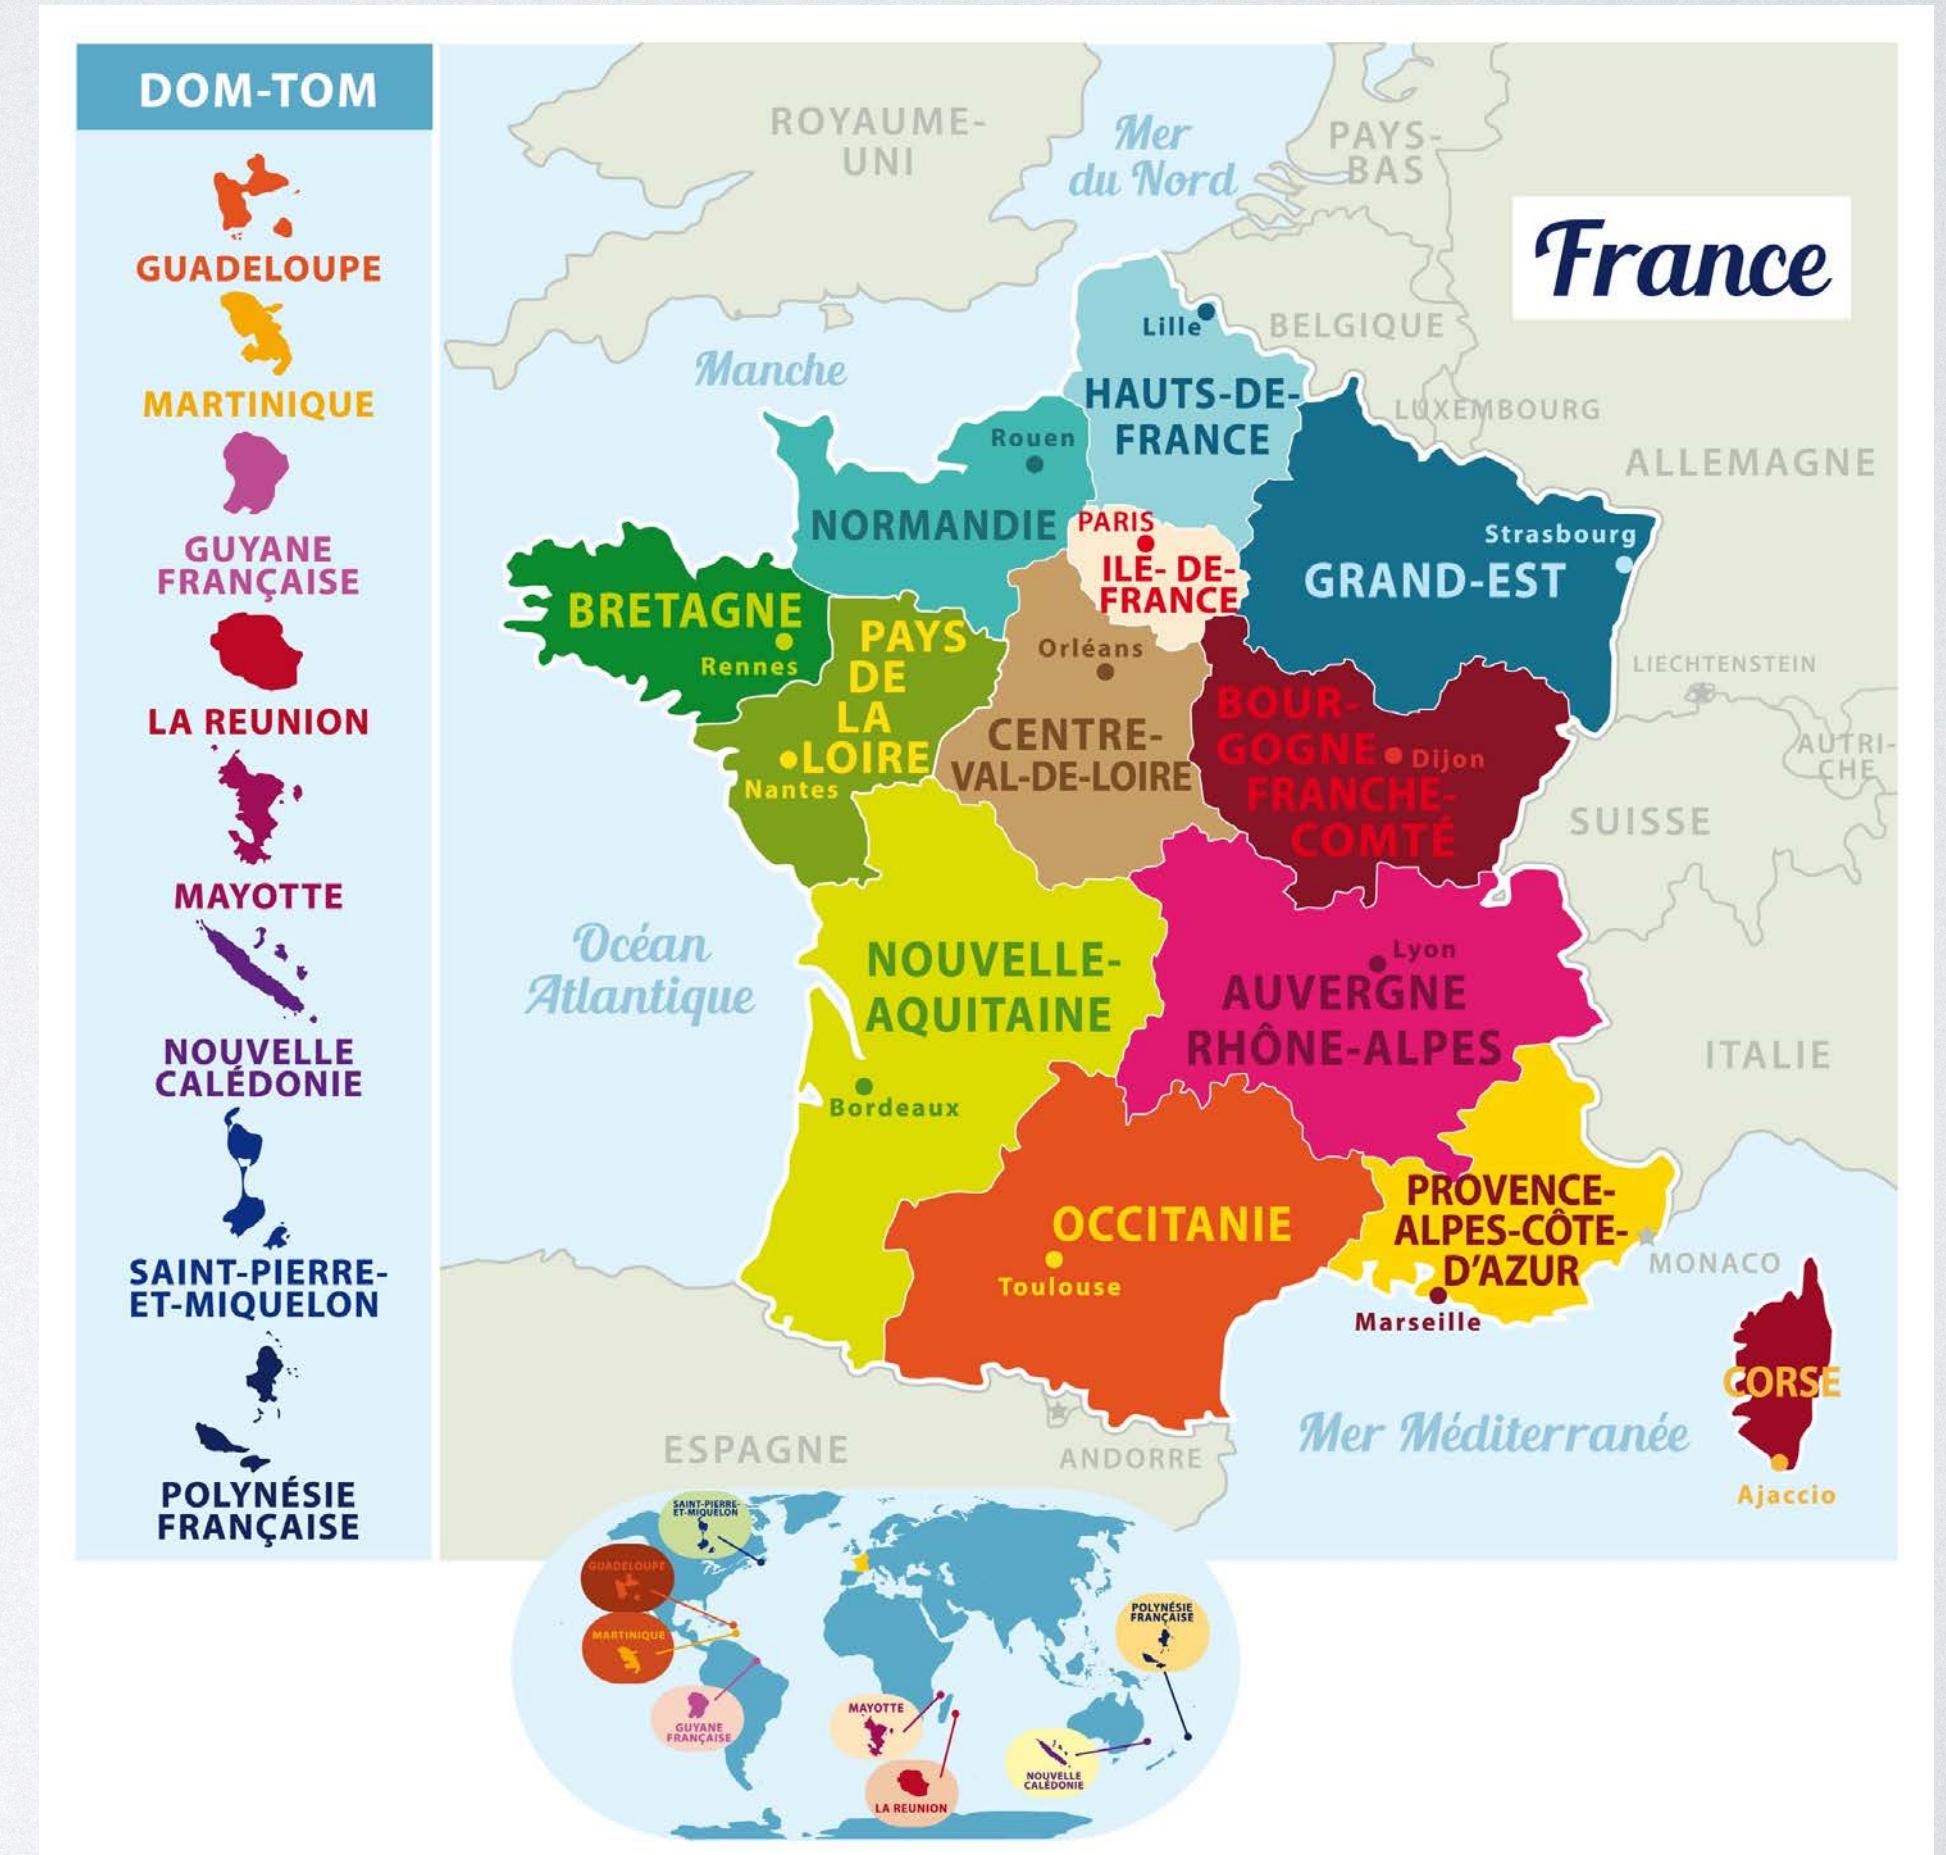 DOM-TOM
GUADELOUPE
MARTINIQUE
GUYANE
FRANÇAISE
LA REUNION
MAYOTTE
NOUVELLE
CALÉDONIE
SAINT-PIERRE-
ET-MIQUELON
POLYNÉSIE
FRANÇAISE
France
ROYAUME-
UNI
Mer
du Nord
PAYS-
BAS
BELGIQUE
LUXEMBOURG
ALLEMAGNE
LIECHTENSTEIN
AUTRI-
CHE
SUISSE
ITALIE
MONACO
ESPAGNE
ANDORRE
Manche
Océan
Atlantique
Mer Méditerranée
Lille
HAUTS-DE-
FRANCE
Rouen
NORMANDIE
PARIS
ILE- DE-
FRANCE
Strasbourg
GRAND-EST
BRETAGNE
Rennes
PAYS
DE
LA
LOIRE
Nantes
Orléans
CENTRE-
VAL-DE-LOIRE
BOUR-
GOGNE
Dijon
FRANCHE-
COMTÉ
NOUVELLE-
AQUITAINE
Bordeaux
Lyon
AUVERGNE
RHÔNE-ALPES
OCCITANIE
Toulouse
PROVENCE-
ALPES-CÔTE-
D'AZUR
Marseille
CORSE
Ajaccio
SAINT-PIERRE-
ET-MIQUELON
GUADELOUPE
MARTINIQUE
GUYANE
FRANÇAISE
MAYOTTE
LA REUNION
NOUVELLE
CALÉDONIE
POLYNÉSIE
FRANÇAISE